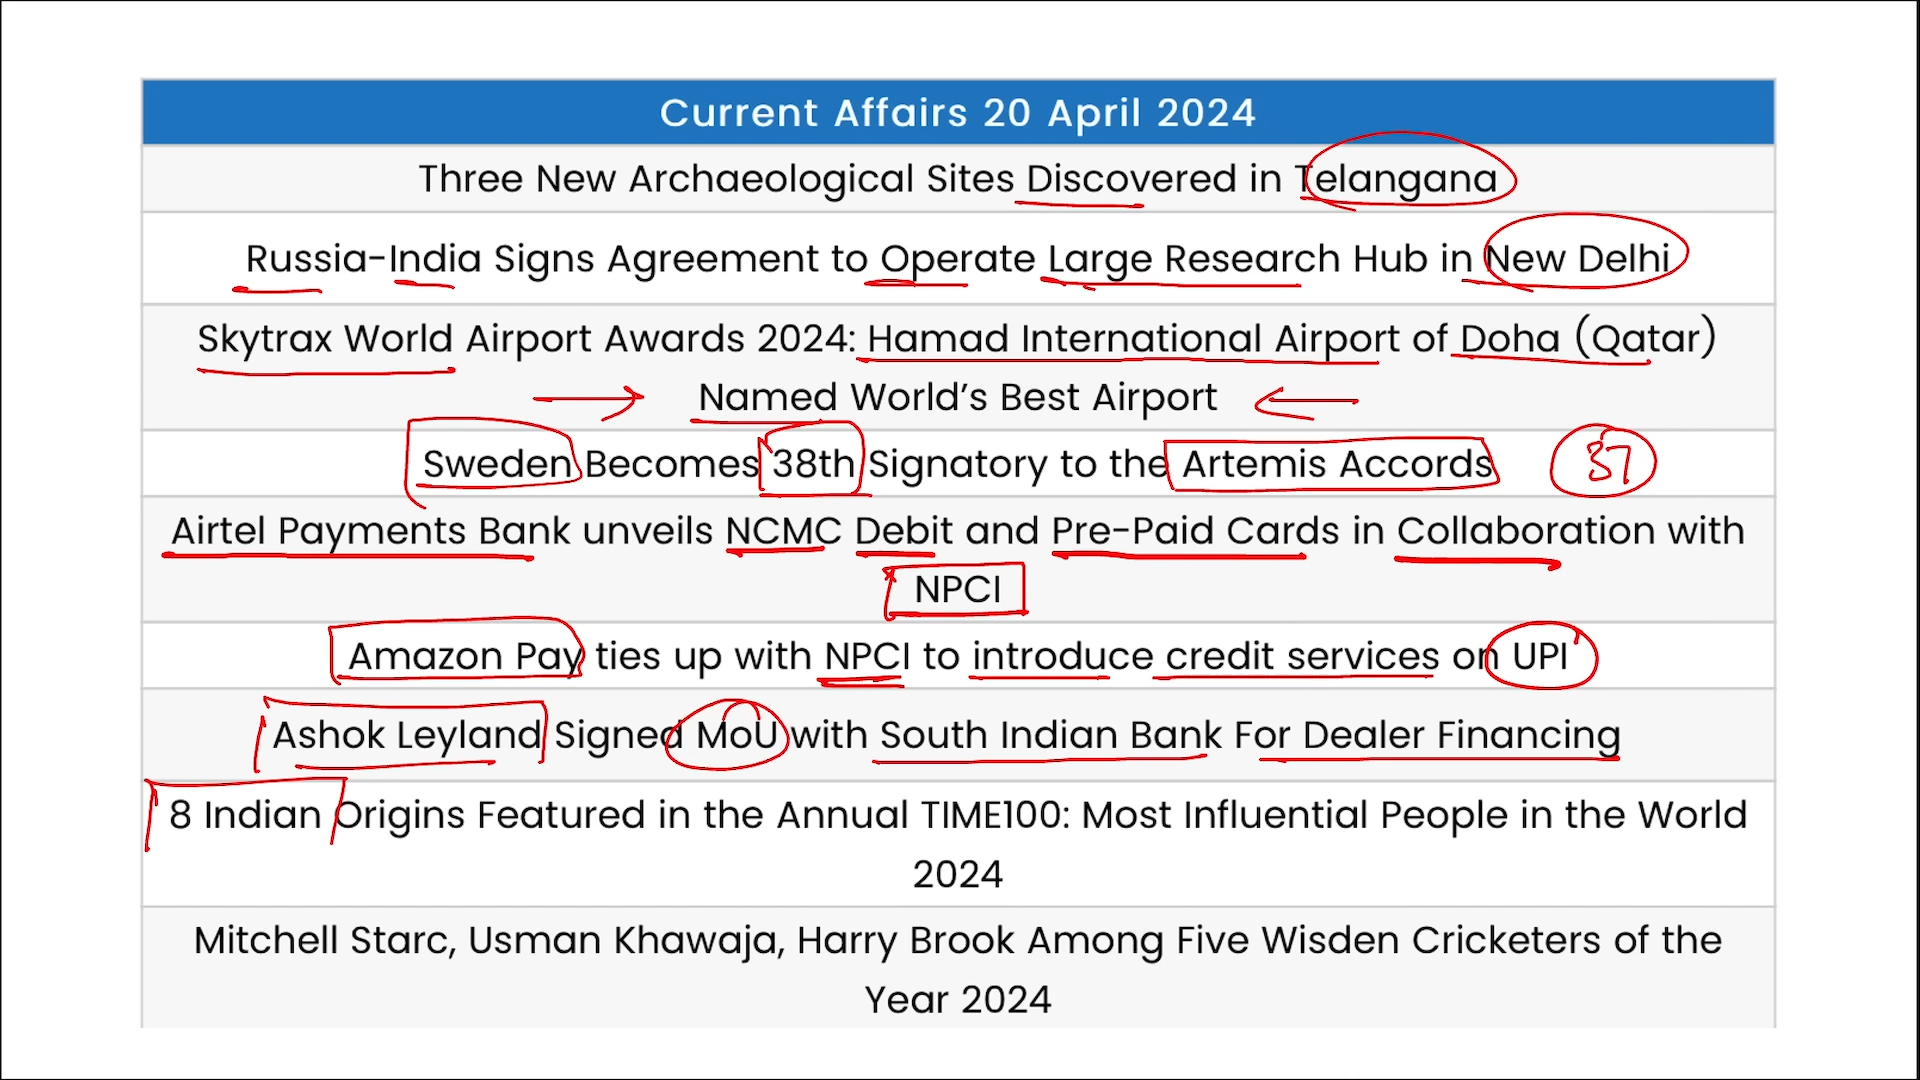 Current Affairs 20 April 2024
Three New Archaeological Sites Discovered in Telangana
Russia-India Signs Agreement to Operate Large Research Hub in New Delhi
Skytrax World Airport Awards 2024: Hamad International Airport of Doha (Qatar)
Named World's Best Airport
Sweden Becomes 38th Signatory to the Artemis Accords 37
Airtel Payments Bank unveils NCMC Debit and Pre-Paid Cards in Collaboration with
NPCI
Amazon Pay ties up with NPCI to introduce credit services on UPI
Ashok Leyland Signed MoU with South Indian Bank For Dealer Financing
8 Indian Origins Featured in the Annual TIME100: Most Influential People in the World
2024
Mitchell Starc, Usman Khawaja, Harry Brook Among Five Wisden Cricketers of the
Year 2024